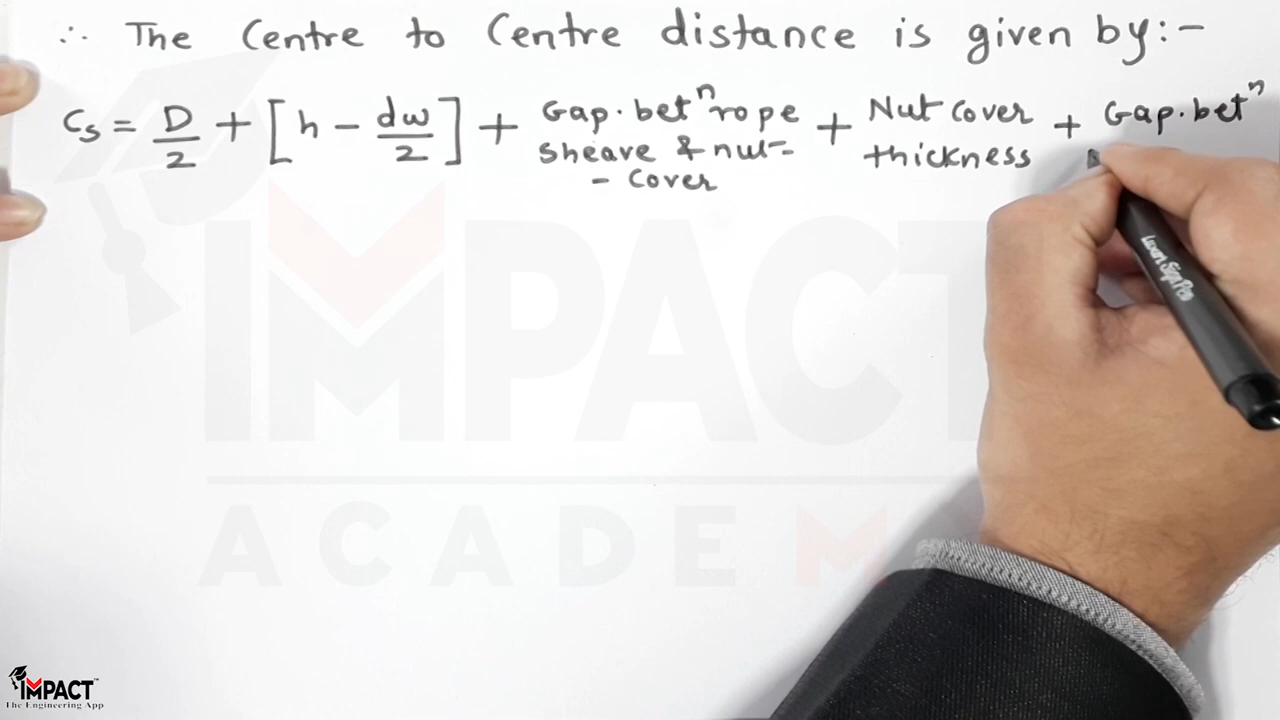 ∴ The Centre to Centre distance is given by:-
Cs = D/2 + [h - dw/2] + Gap.betⁿ rope sheave & nut- - Cover + Nut Cover thickness + Gap.betⁿ
IMPACT
ACADEM
IMPACT
The Engineering App